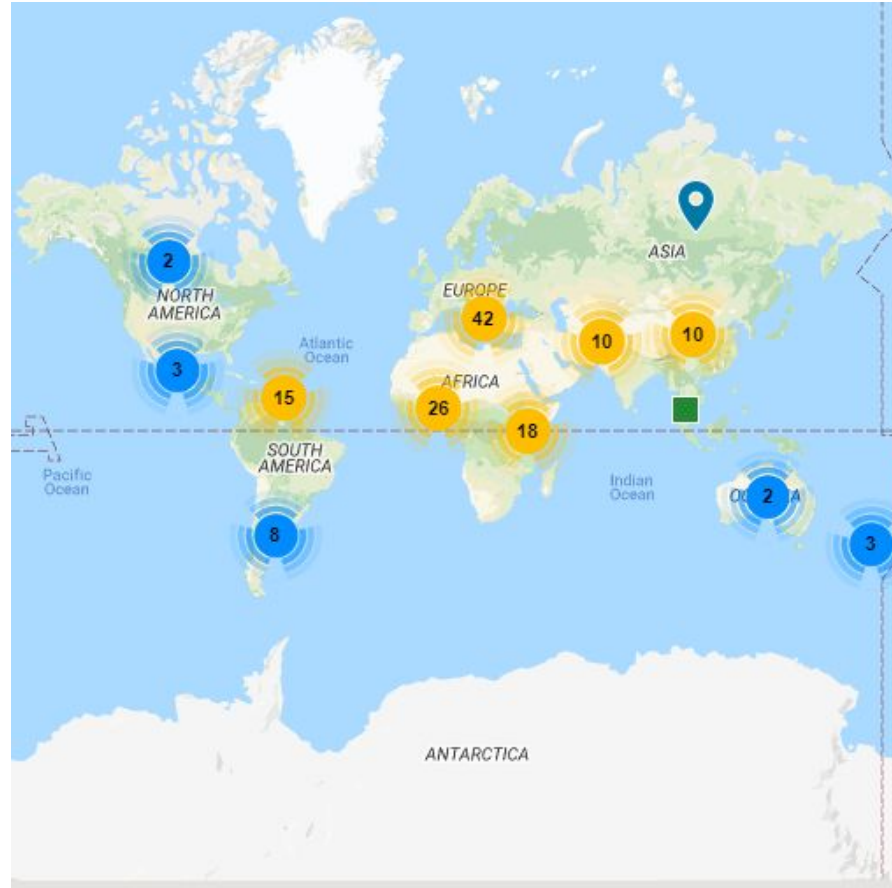 ASIA
2
NORTH
AMERICA
EUROPE
42
10
10
Atlantic
Ocean
3
15
AFRICA
26
18
SOUTH
AMERICA
Pacific
Ocean
Indian
Ocean
2
8
3
ANTARCTICA